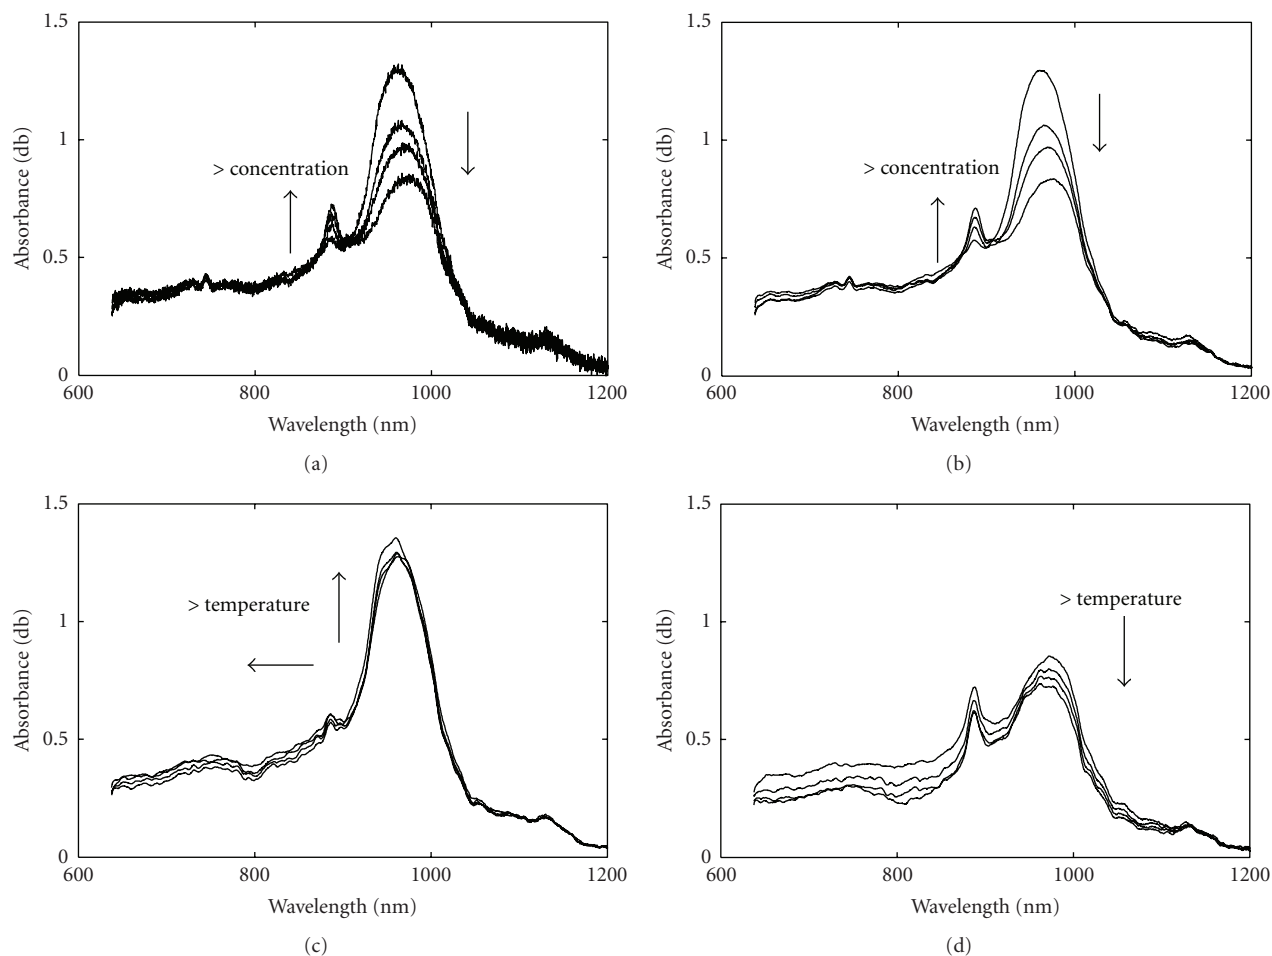 1.5
1
0.5
0
600
800
1000
1200
Absorbance (db)
Wavelength (nm)
> concentration
(a)
1.5
1
0.5
0
600
800
1000
1200
Absorbance (db)
Wavelength (nm)
> concentration
(b)
1.5
1
0.5
0
600
800
1000
1200
Absorbance (db)
Wavelength (nm)
> temperature
(c)
1.5
1
0.5
0
600
800
1000
1200
Absorbance (db)
Wavelength (nm)
> temperature
(d)